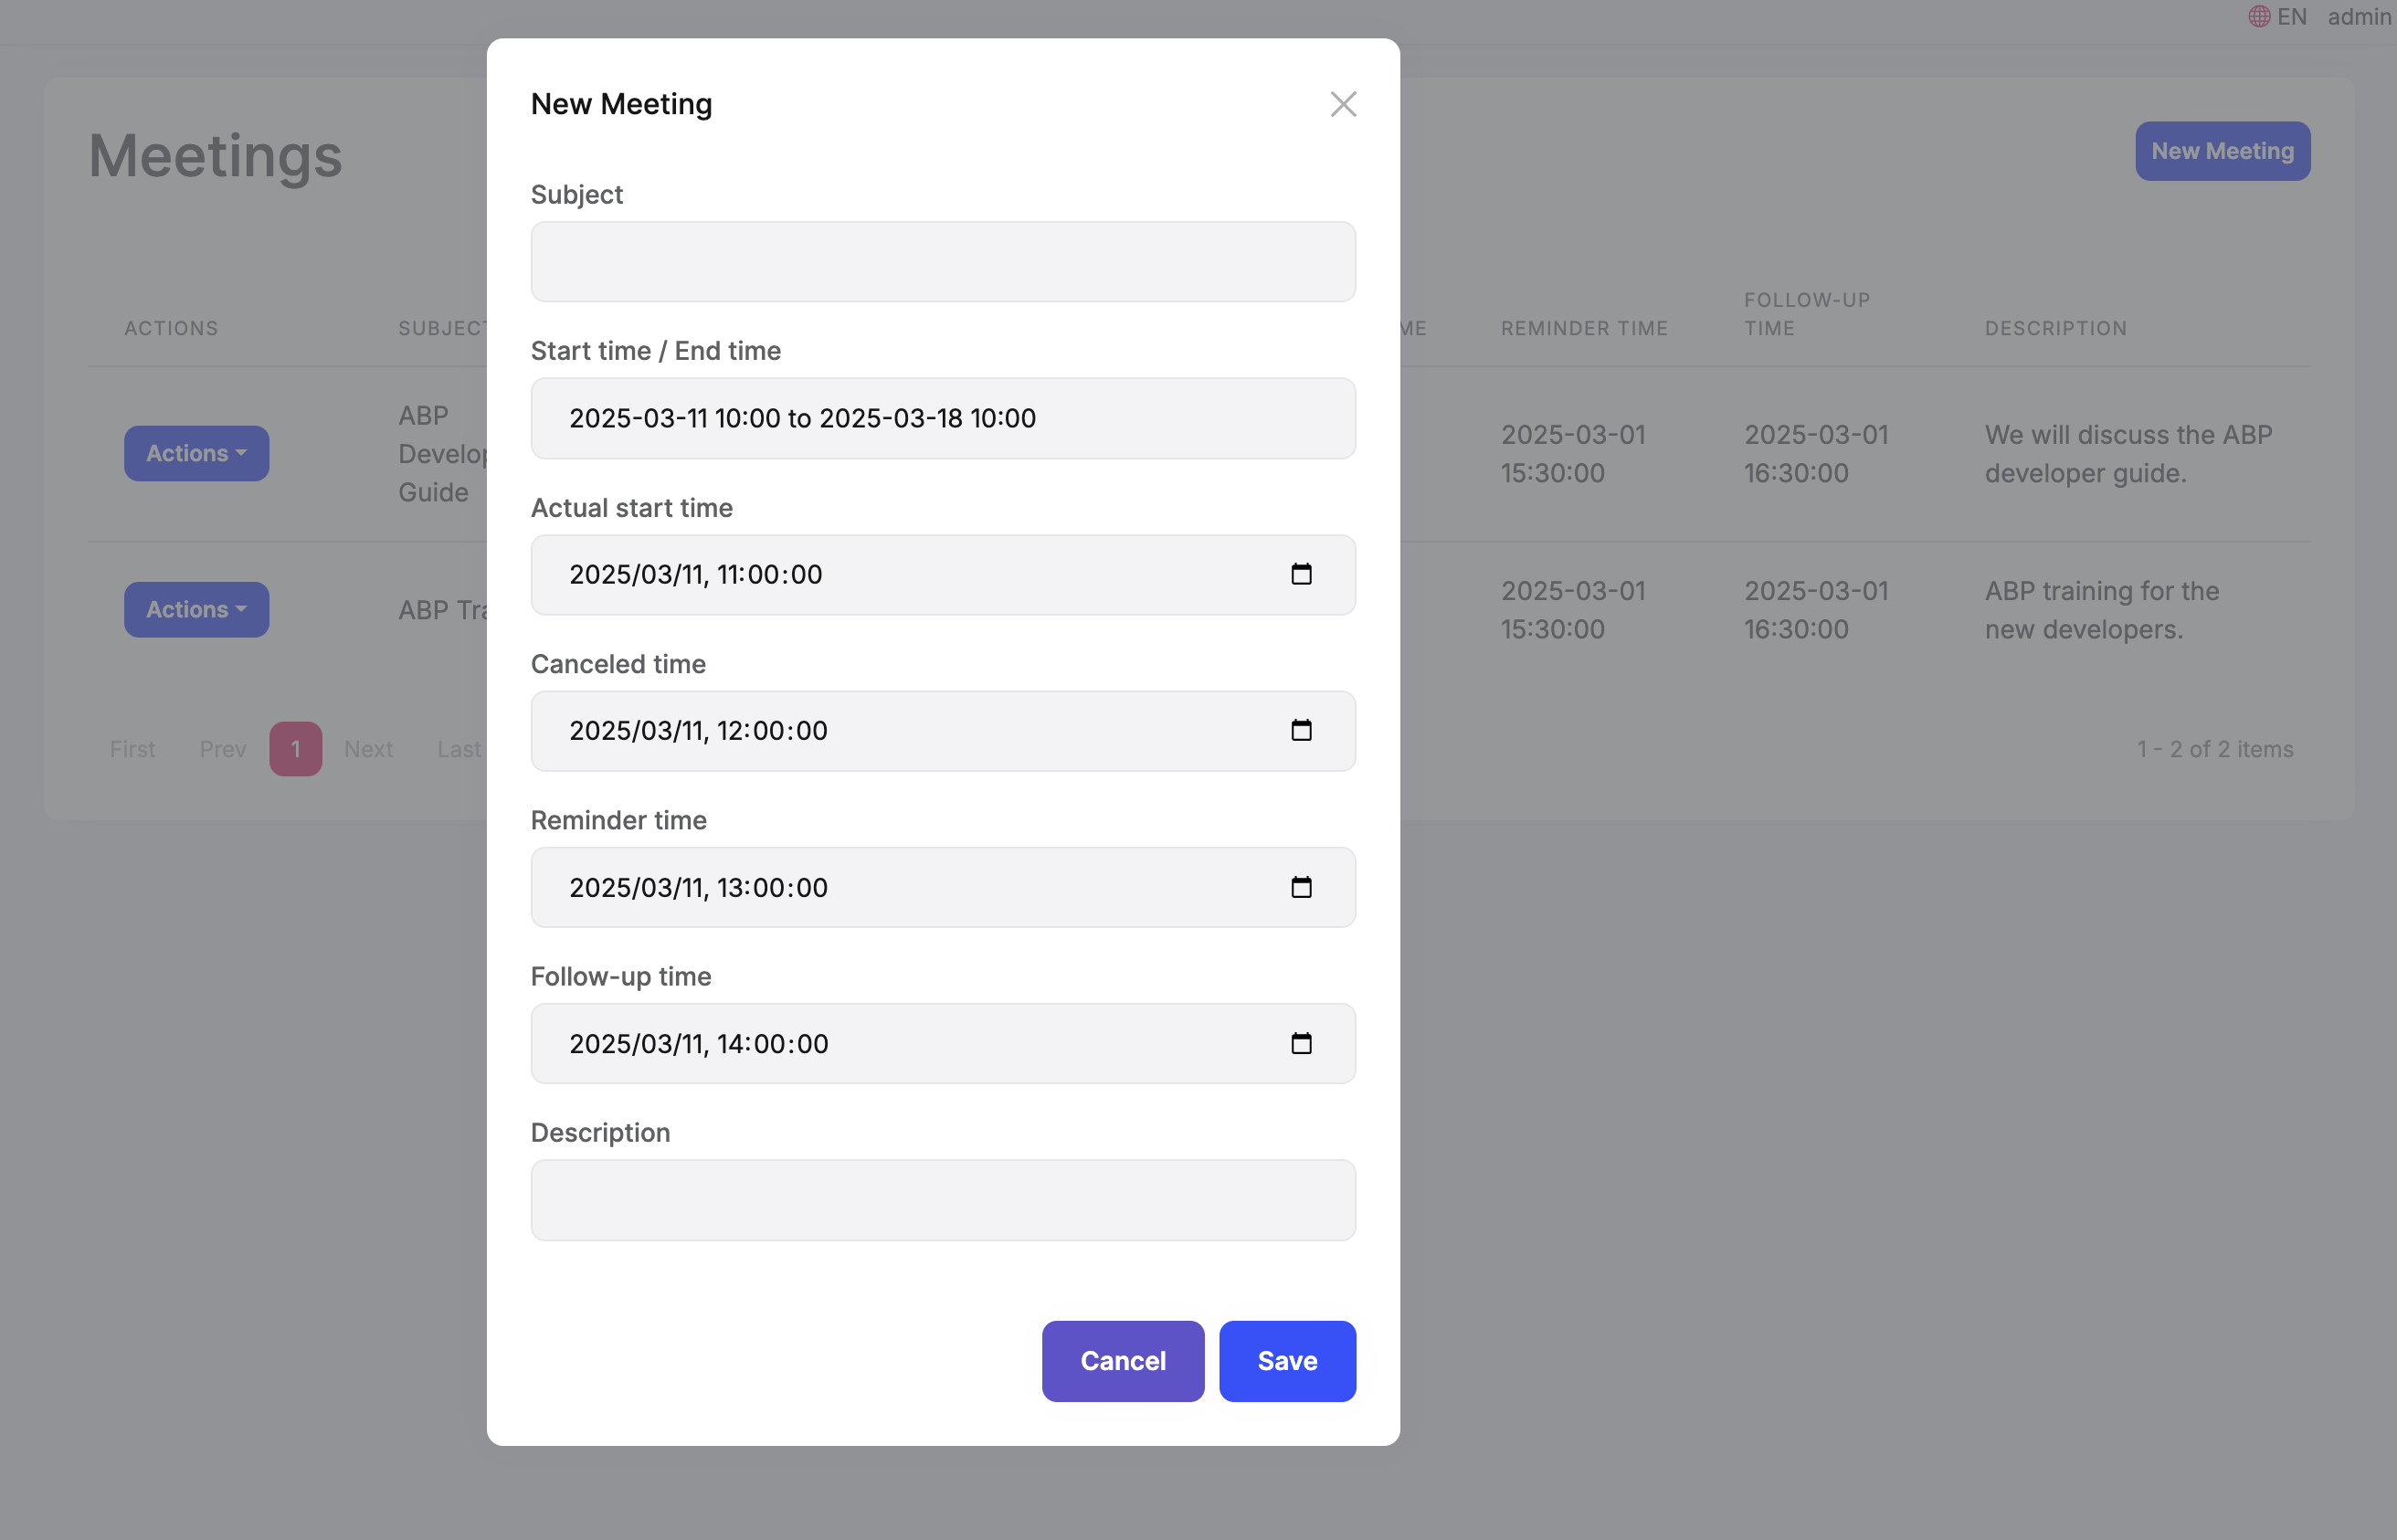 EN admin
New Meeting
Meetings
New Meeting
Subject
Start time / End time
2025-03-11 10:00 to 2025-03-18 10:00
Actual start time
2025/03/11, 11:00:00
Canceled time
2025/03/11, 12:00:00
Reminder time
2025/03/11, 13:00:00
Follow-up time
2025/03/11, 14:00:00
Description
Cancel Save
ACTIONS REMINDER TIME FOLLOW-UP TIME DESCRIPTION
Actions
ABP
Guide
2025-03-01
15:30:00
2025-03-01
16:30:00
We will discuss the ABP
developer guide.
Actions
ABP
2025-03-01
15:30:00
2025-03-01
16:30:00
ABP training for the
new developers.
First Prev 1 Next Last
1 - 2 of 2 items